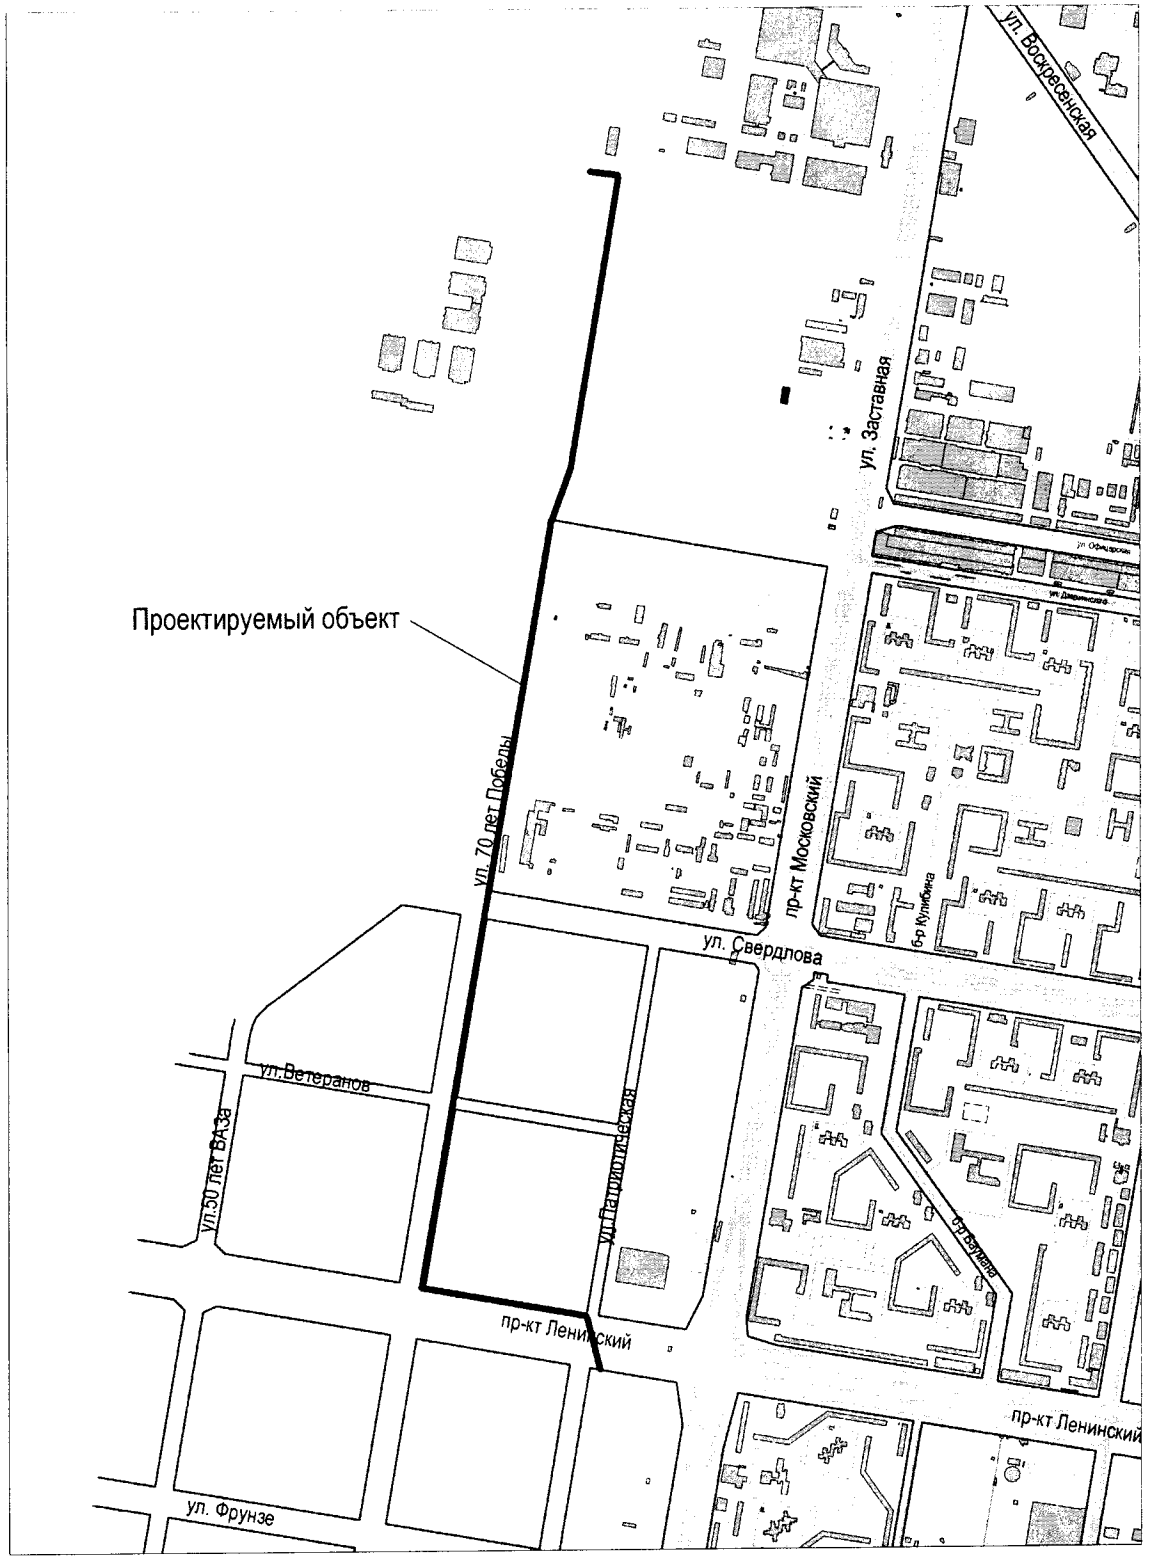 ул. Воскресенская
ул. Заставная
ул. Офицерская
ул. Дзержинского
Проектируемый объект
ул. 70 лет Победы
пр-кт Московский
б-р Кулибина
ул. Свердлова
ул.Ветеранов
ул.50 лет ВАЗа
ул.Патриотическая
б-р Баумана
пр-кт Ленинский
пр-кт Ленинский
ул. Фрунзе